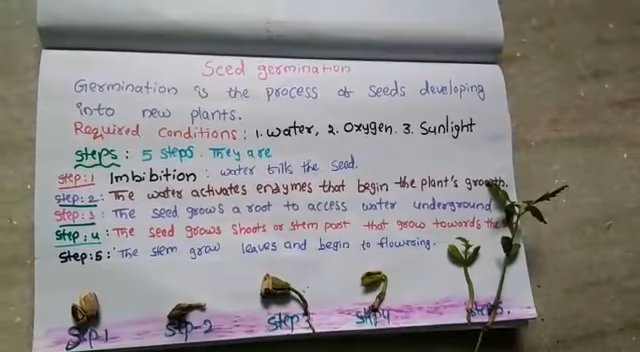 Seed germination
Germination is the process of seeds developing
into new plants.
Required Conditions: 1. water, 2. Oxygen. 3. Sunlight
steps: 5 steps. They are
step:1 Imbibition: water fills the seed.
step:2: The water activates enzymes that begin the plant's growth.
step:3: The seed grows a root to access water underground
step:4: The seed grows shoots or stem part that grow towards the
step:5: The stem grow leaves and begin to flowering.
Step-1 Step-2 Step3 Step4 Step5.